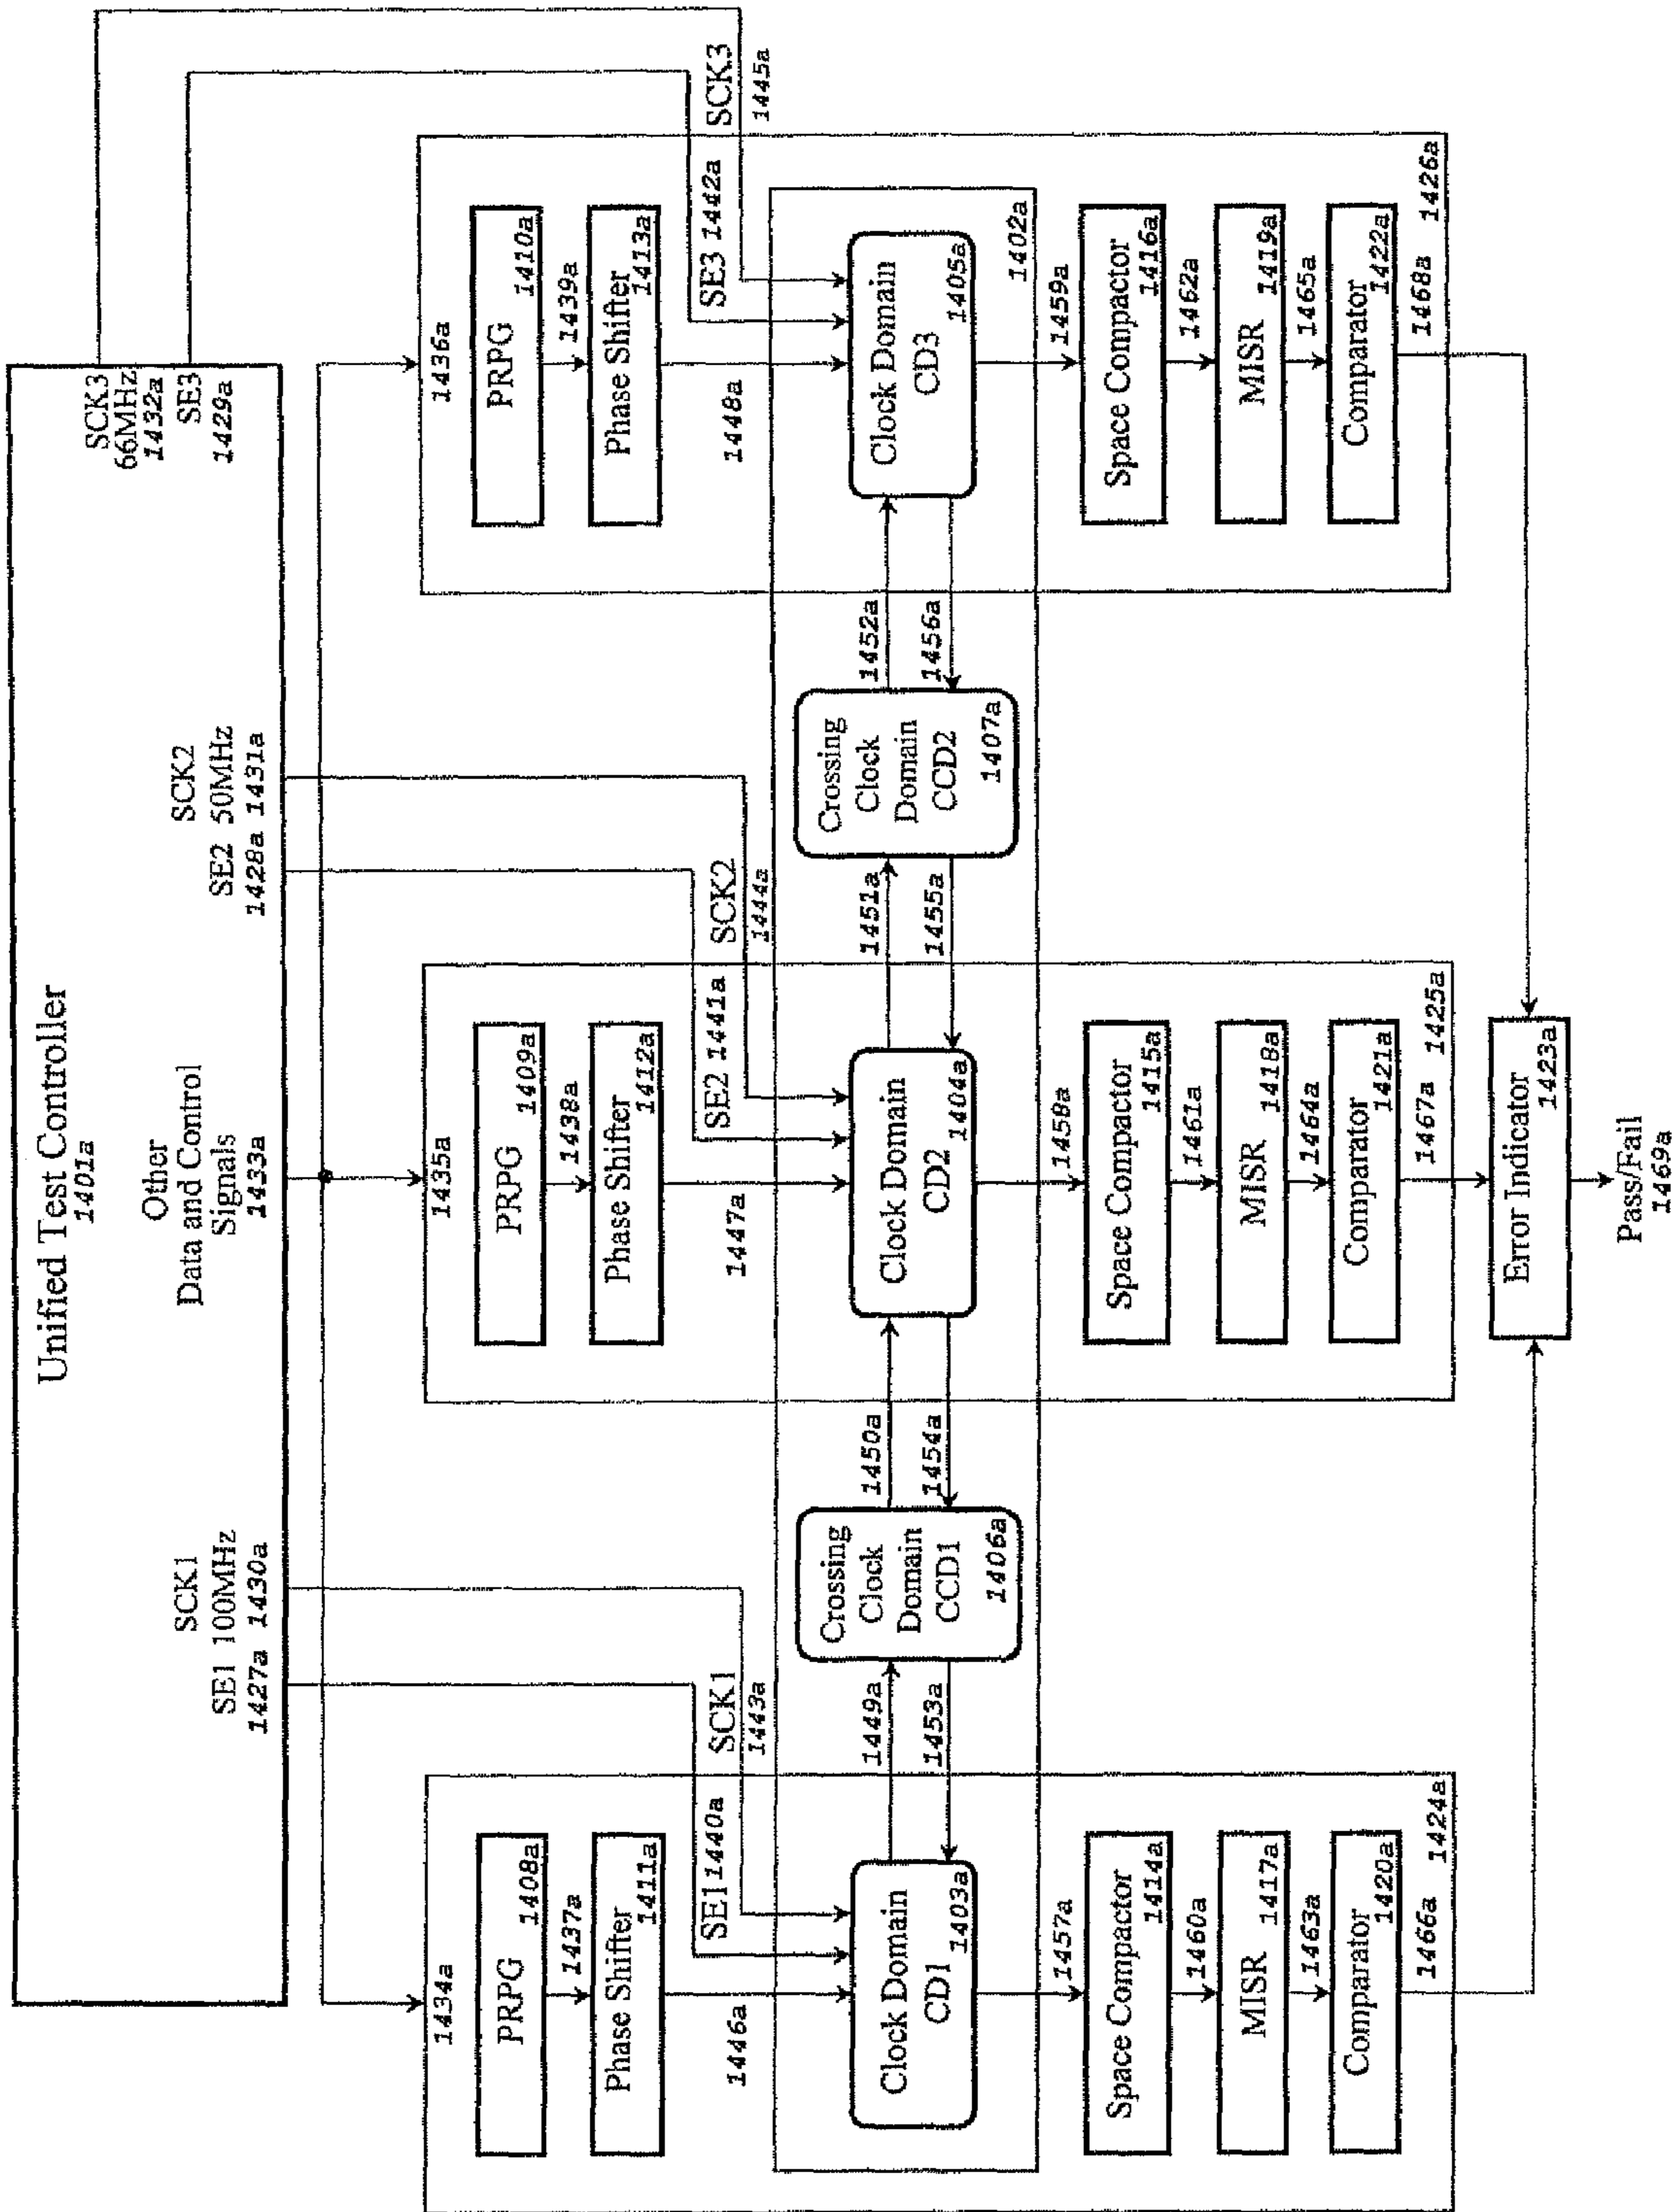 Unified Test Controller
1401a
SCK1
SE1 100MHz
1427a 1430a
Other
Data and Control
Signals
1433a
SCK2
SE2 50MHz
1428a 1431a
SCK3
66MHz
1432a
SE3
1429a
1434a
PRPG
1408a
1437a
Phase Shifter
1411a
1446a
SE1 1440a
SCK1
1443a
1435a
PRPG
1409a
1438a
Phase Shifter
1412a
1447a
SE2 1441a
SCK2
1444a
1436a
PRPG
1410a
1439a
Phase Shifter
1413a
1448a
SE3 1442a
SCK3
1445a
Clock Domain
CD1
1403a
1449a
1453a
Crossing
Clock
Domain
CCD1
1406a
1450a
1454a
Clock Domain
CD2
1404a
1451a
1455a
Crossing
Clock
Domain
CCD2
1407a
1452a
1456a
Clock Domain
CD3
1405a
1402a
1457a
Space Compactor
1414a
1460a
MISR
1417a
1463a
Comparator
1420a
1466a
1424a
1458a
Space Compactor
1415a
1461a
MISR
1418a
1464a
Comparator
1421a
1467a
1425a
1459a
Space Compactor
1416a
1462a
MISR
1419a
1465a
Comparator
1422a
1468a
1426a
Error Indicator
1423a
Pass/Fail
1469a